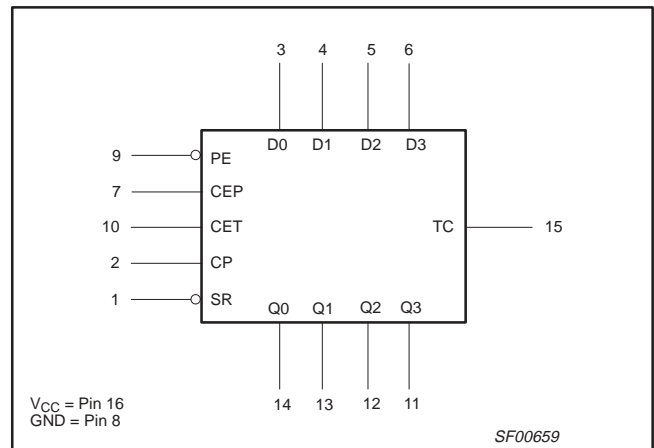 3 4 5 6
D0 D1 D2 D3
9 PE
7 CEP
10 CET TC 15
2 CP
1 SR
Q0 Q1 Q2 Q3
14 13 12 11
VCC = Pin 16
GND = Pin 8
SF00659